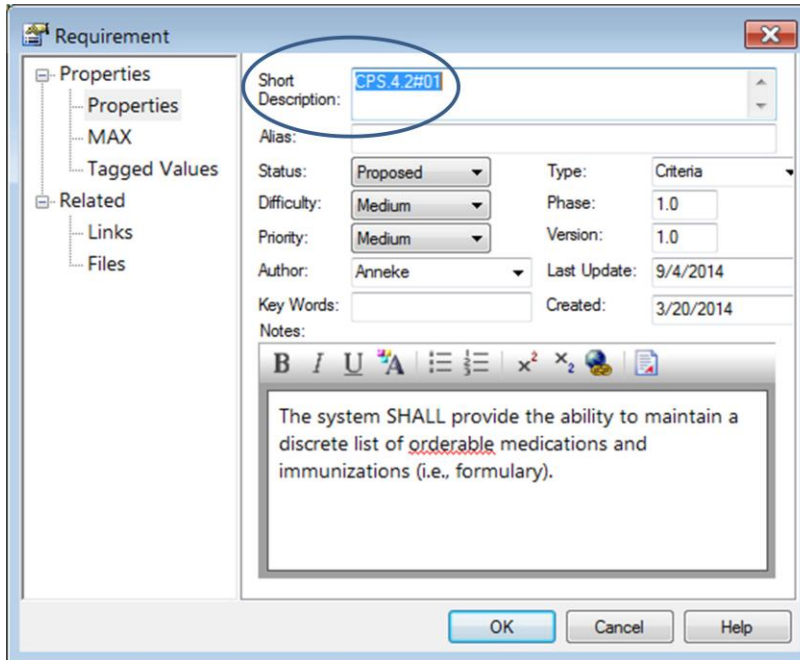 Requirement
Properties
Properties
MAX
Tagged Values
Related
Links
Files
Short Description: CPS.4.2#01
Alias:
Status: Proposed Type: Criteria
Difficulty: Medium Phase: 1.0
Priority: Medium Version: 1.0
Author: Anneke Last Update: 9/4/2014
Key Words: Created: 3/20/2014
Notes:
B I U A x² x₂
The system SHALL provide the ability to maintain a
discrete list of orderable medications and
immunizations (i.e., formulary).
OK Cancel Help